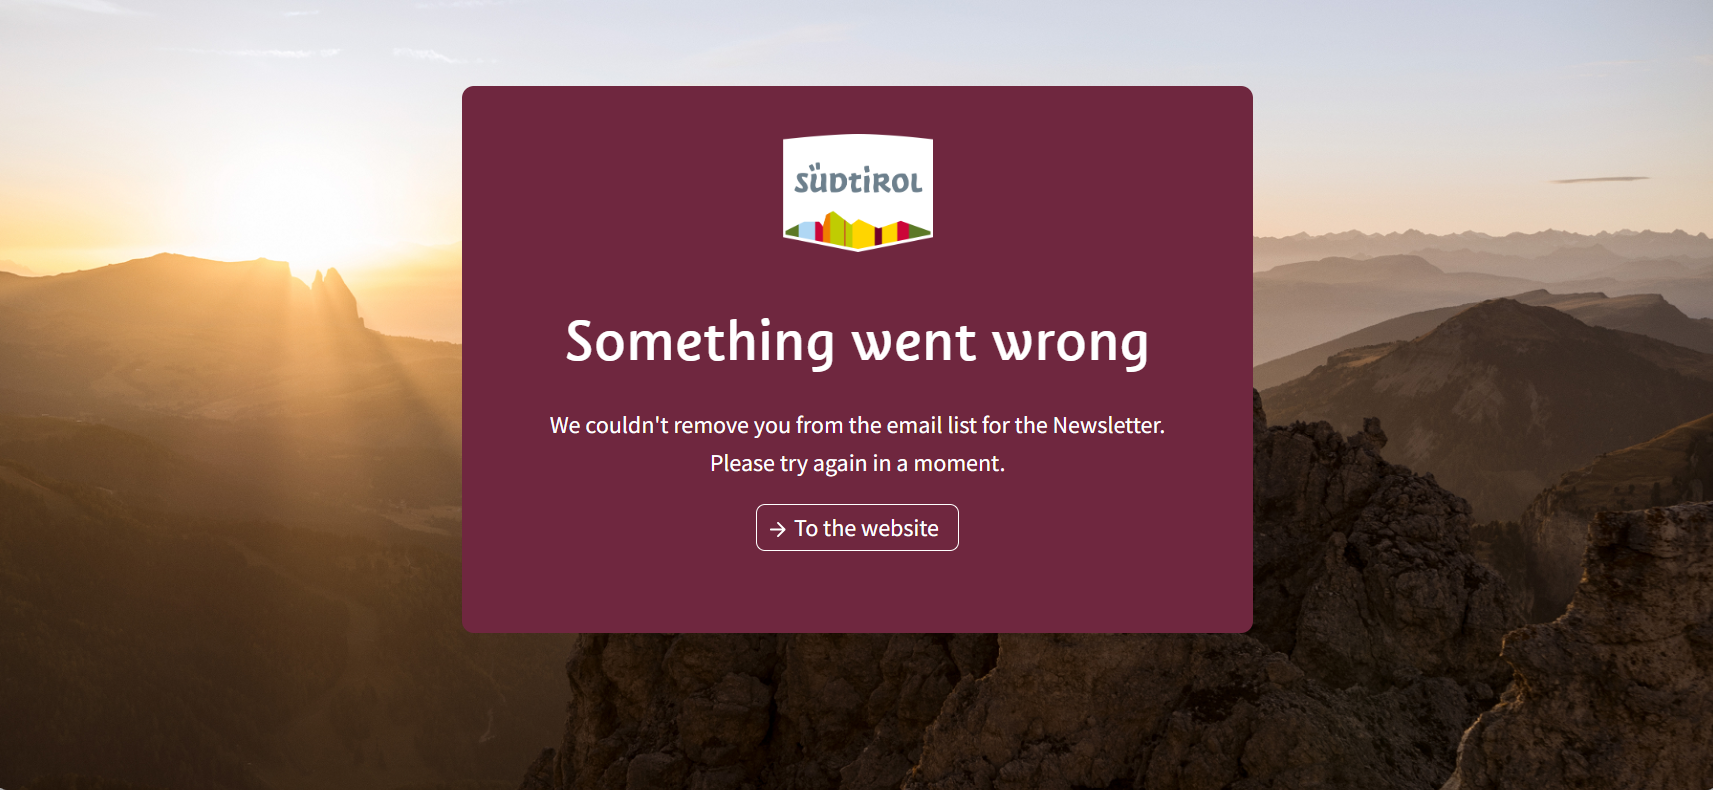 südtirol
Something went wrong
We couldn't remove you from the email list for the Newsletter.
Please try again in a moment.
→ To the website